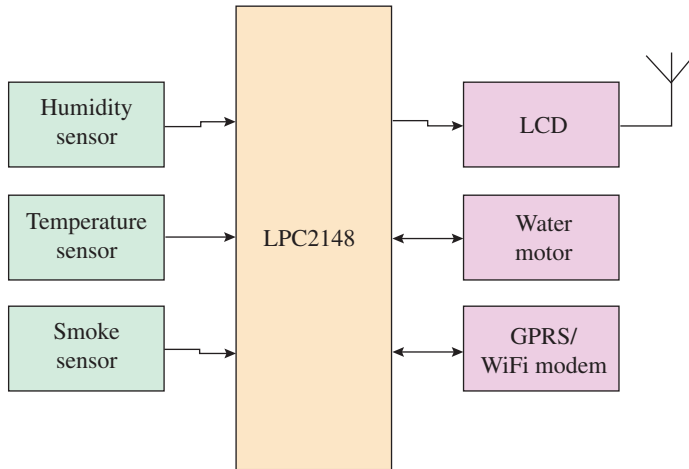 Humidity
sensor
Temperature
sensor
Smoke
sensor
LPC2148
LCD
Water
motor
GPRS/
WiFi modem